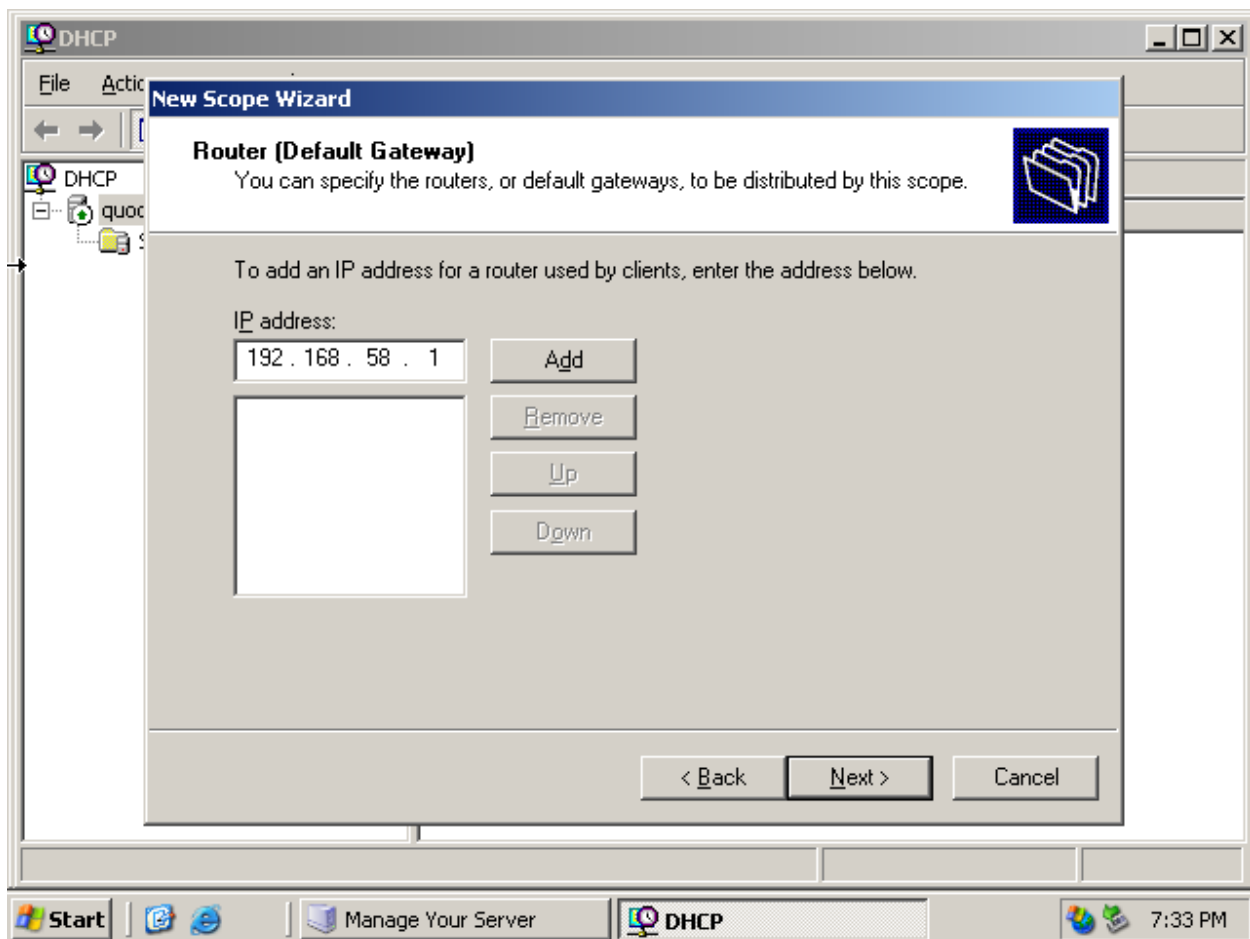 DHCP
File Actic
New Scope Wizard
Router (Default Gateway)
You can specify the routers, or default gateways, to be distributed by this scope.
DHCP
quoc
To add an IP address for a router used by clients, enter the address below.
IP address:
192 . 168 . 58 . 1
Add
Remove
Up
Down
< Back
Next >
Cancel
Start
Manage Your Server
DHCP
7:33 PM